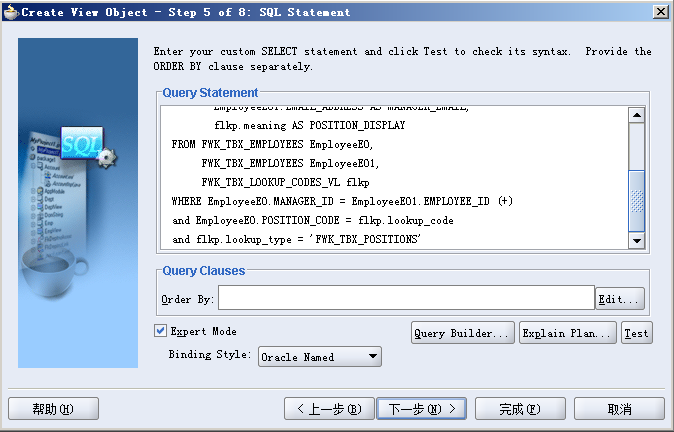 Create View Object - Step 5 of 8: SQL Statement
Enter your custom SELECT statement and click Test to check its syntax. Provide the
ORDER BY clause separately.
Query Statement
EmployeeEO1.EMAIL_ADDRESS AS MANAGER_EMAIL,
flkp.meaning AS POSITION_DISPLAY
FROM FWK_TBX_EMPLOYEES EmployeeEO,
FWK_TBX_EMPLOYEES EmployeeEO1,
FWK_TBX_LOOKUP_CODES_VL flkp
WHERE EmployeeEO.MANAGER_ID = EmployeeEO1.EMPLOYEE_ID (+)
and EmployeeEO.POSITION_CODE = flkp.lookup_code
and flkp.lookup_type = 'FWK_TBX_POSITIONS'
Query Clauses
Order By:
Edit...
Expert Mode
Query Builder...
Explain Plan...
Test
Binding Style:
Oracle Named
SQL
帮助(H)
< 上一步(B)
下一步(N) >
完成(F)
取消